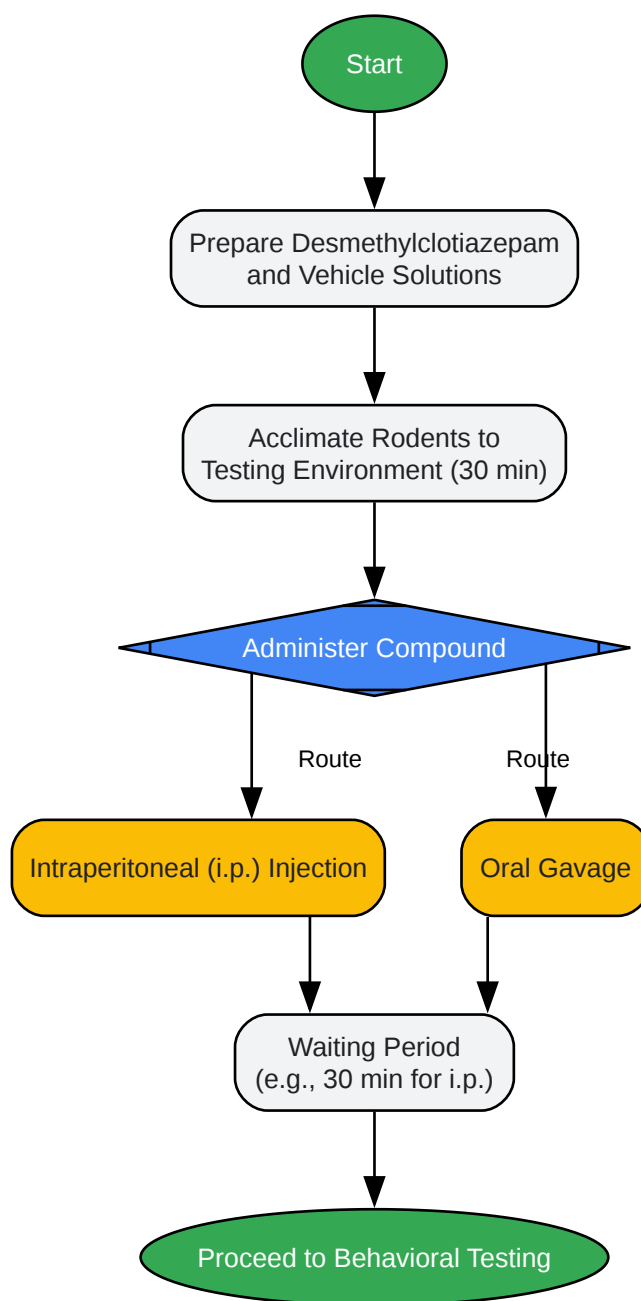 Start
Prepare Desmethylclotiazepam
and Vehicle Solutions
Acclimate Rodents to
Testing Environment (30 min)
Administer Compound
Route
Route
Intraperitoneal (i.p.) Injection
Oral Gavage
Waiting Period
(e.g., 30 min for i.p.)
Proceed to Behavioral Testing